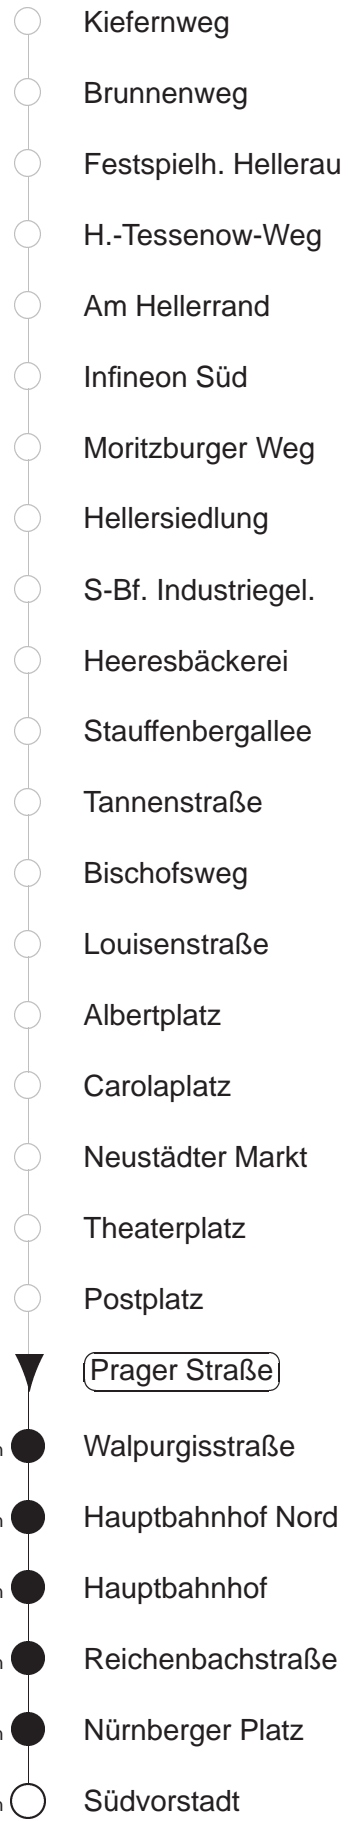 Kiefernweg
Brunnenweg
Festspielh. Hellerau
H.-Tessenow-Weg
Am Hellerrand
Infineon Süd
Moritzburger Weg
Hellersiedlung
S-Bf. Industriegel.
Heeresbäckerei
Stauffenbergallee
Tannenstraße
Bischofsweg
Louisenstraße
Albertplatz
Carolaplatz
Neustädter Markt
Theaterplatz
Postplatz
Prager Straße
Walpurgisstraße
Hauptbahnhof Nord
Hauptbahnhof
Reichenbachstraße
Nürnberger Platz
Südvorstadt